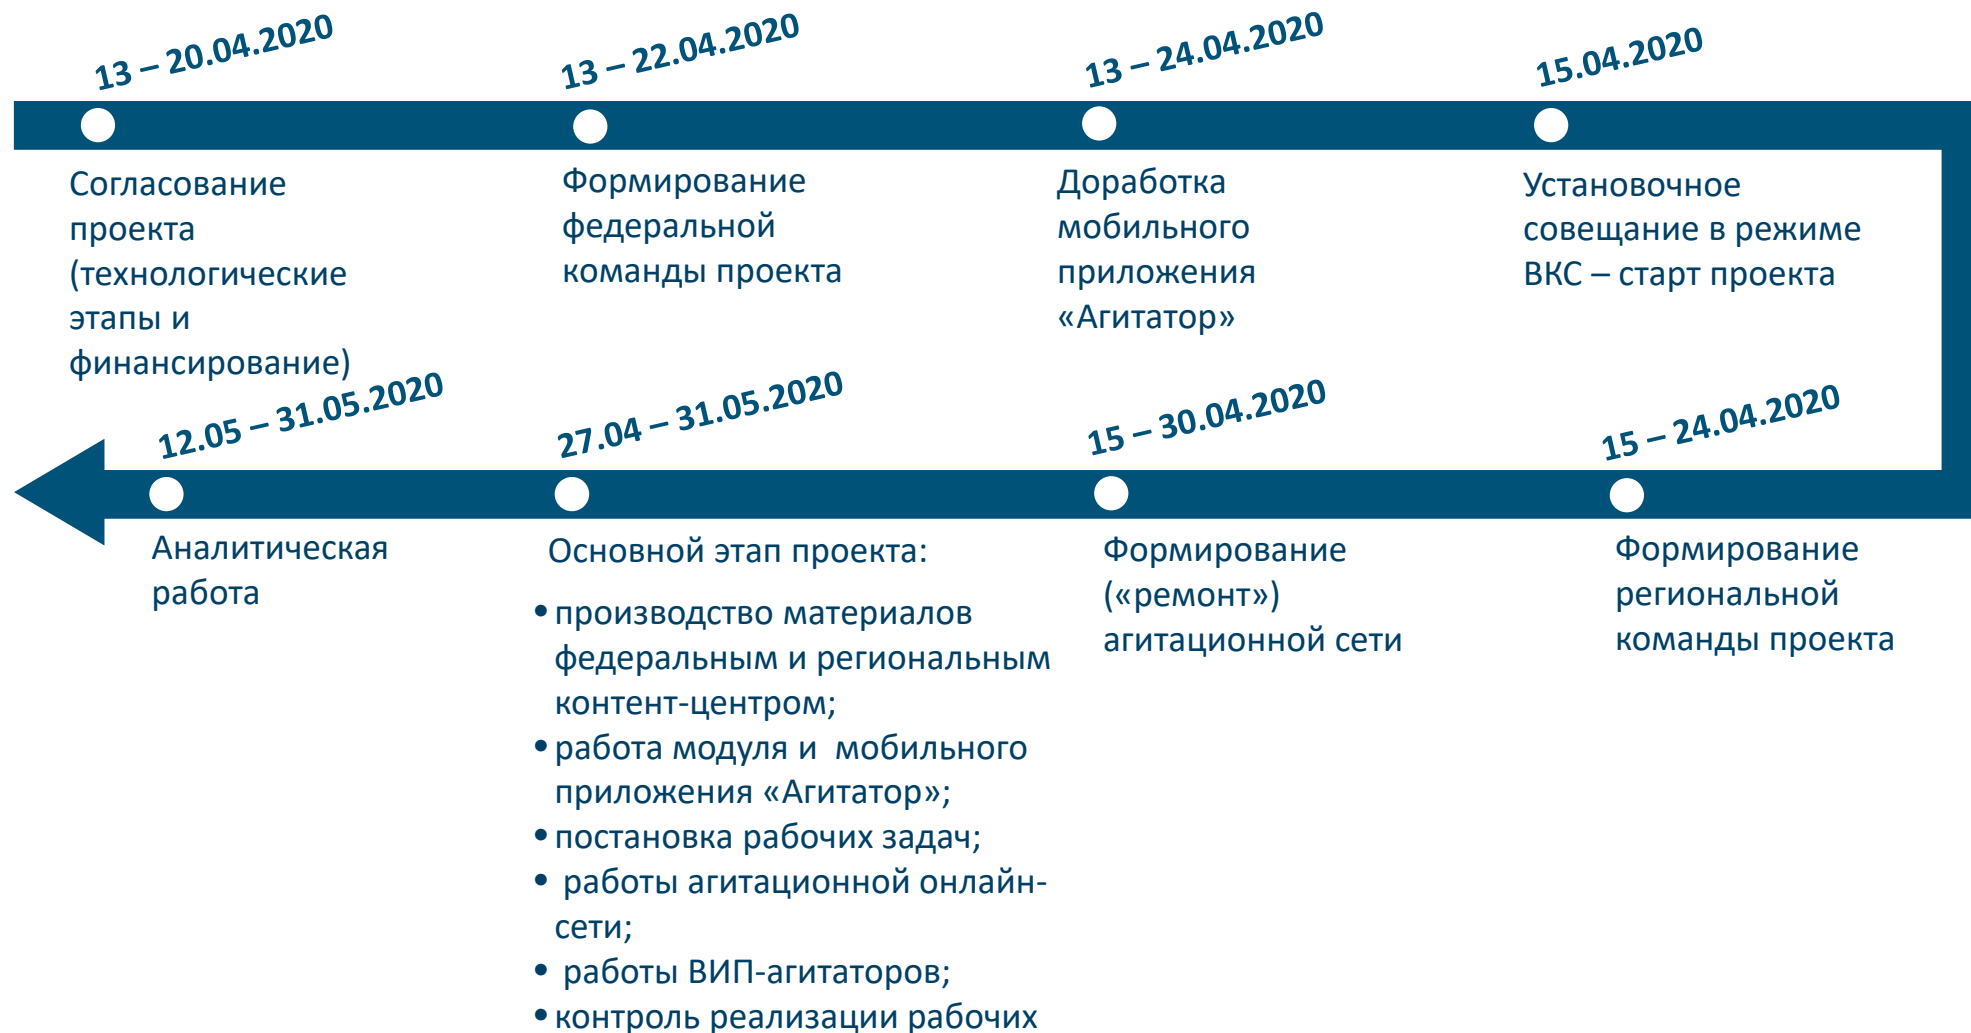 13 – 20.04.2020
Согласование
проекта
(технологические
этапы и
финансирование)
13 – 22.04.2020
Формирование
федеральной
команды проекта
13 – 24.04.2020
Доработка
мобильного
приложения
«Агитатор»
15.04.2020
Установочное
совещание в режиме
ВКС – старт проекта
15 – 24.04.2020
Формирование
региональной
команды проекта
15 – 30.04.2020
Формирование
(«ремонт»)
агитационной сети
27.04 – 31.05.2020
Основной этап проекта:
• производство материалов
федеральным и региональным
контент-центром;
• работа модуля и мобильного
приложения «Агитатор»;
• постановка рабочих задач;
• работы агитационной онлайн-
сети;
• работы ВИП-агитаторов;
• контроль реализации рабочих
12.05 – 31.05.2020
Аналитическая
работа